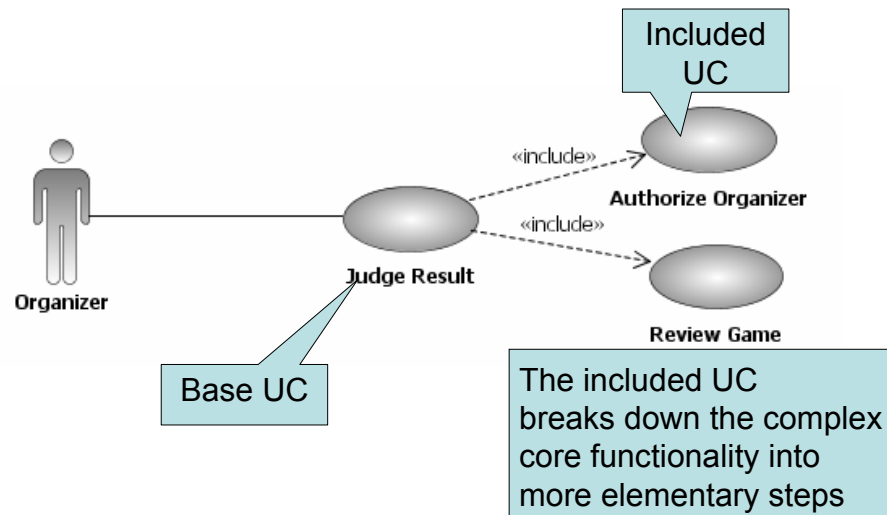 Included
UC
«include»
Authorize Organizer
«include»
Judge Result
Organizer
Review Game
Base UC
The included UC
breaks down the complex
core functionality into
more elementary steps